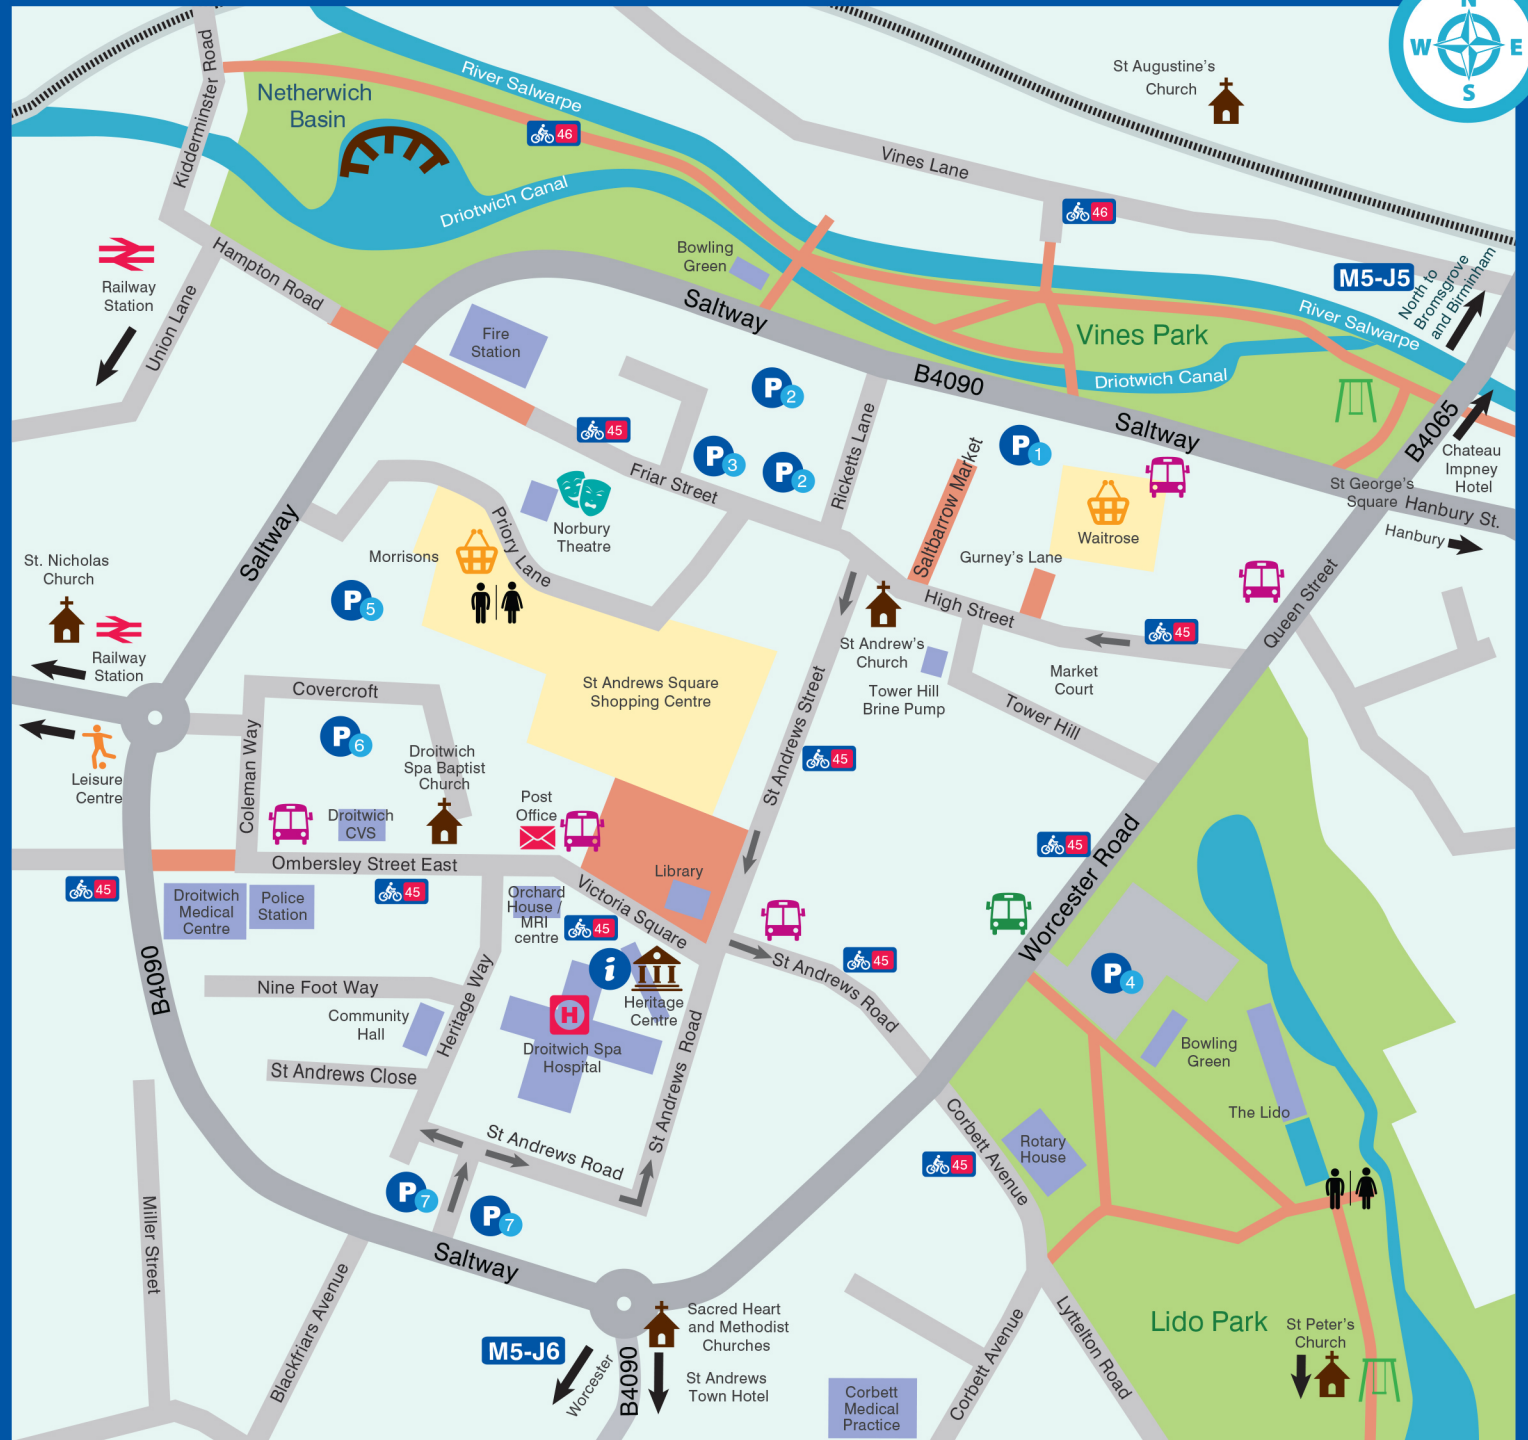 N
W
E
S
St Augustine's
Church
Kidderminster Road
Netherwich
Basin
River Salwarpe
46
Driotwich Canal
Vines Lane
46
Railway
Station
Hampton Road
Union Lane
Bowling
Green
Saltway
M5-J5
North to
Bromsgrove
and Birminham
River Salwarpe
Vines Park
Driotwich Canal
B4090
Saltway
B4065
Chateau
Impney
Hotel
St George's
Square
Hanbury St.
Hanbury
Fire
Station
45
P 2
P 3
P 2
Ricketts Lane
Friar Street
Saltbarrow Market
P 1
Waitrose
Gurney's Lane
High Street
45
Queen Street
Norbury
Theatre
Priory Lane
Morrisons
Saltway
St. Nicholas
Church
Railway
Station
P 5
St Andrew's
Church
Tower Hill
Brine Pump
Market
Court
Tower Hill
St Andrews Square
Shopping Centre
St Andrews Street
45
Covercroft
Coleman Way
P 6
Droitwich
Spa Baptist
Church
Leisure
Centre
Droitwich
CVS
Post
Office
Ombersley Street East
45
45
Droitwich
Medical
Centre
Police
Station
Orchard
House /
MRI
centre
45
Victoria Square
Library
45
Worcester Road
St Andrews Road
45
P 4
B4090
Nine Foot Way
Community
Hall
Heritage Way
St Andrews Close
i
Heritage
Centre
H
Droitwich Spa
Hospital
St Andrews Road
Bowling
Green
The Lido
Corbett Avenue
Rotary
House
45
St Andrews Road
P 7
P 7
Miller Street
Saltway
Blackfriars Avenue
M5-J6
Worcester
B4090
Sacred Heart
and Methodist
Churches
St Andrews
Town Hotel
Corbett
Medical
Practice
Corbett Avenue
Lyttelton Road
Lido Park
St Peter's
Church